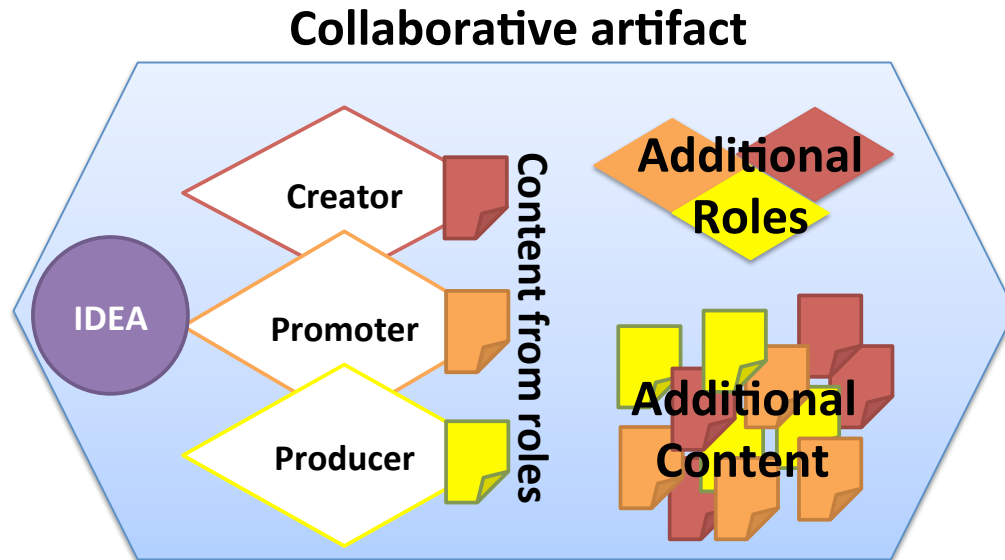 Collaborative artifact
IDEA
Creator
Promoter
Producer
Content from roles
Additional
Roles
Additional
Content